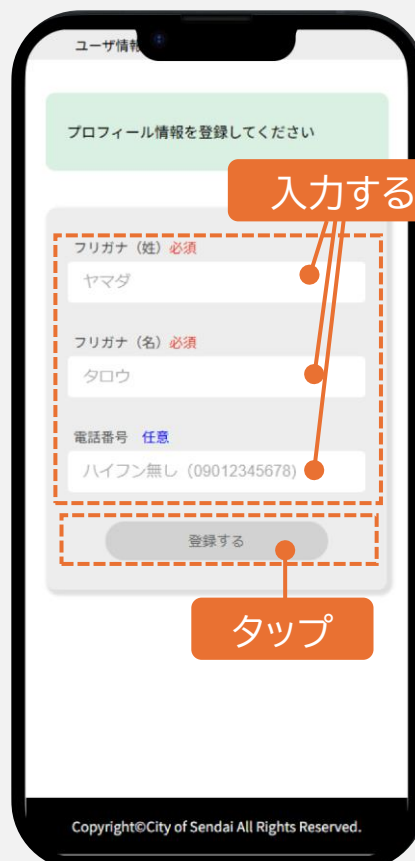 ユーザ情報
プロフィール情報を登録してください
入力する
フリガナ（姓）必須
ヤマダ
フリガナ（名）必須
タロウ
電話番号 任意
ハイフン無し（09012345678)
登録する
タップ
Copyright©City of Sendai All Rights Reserved.